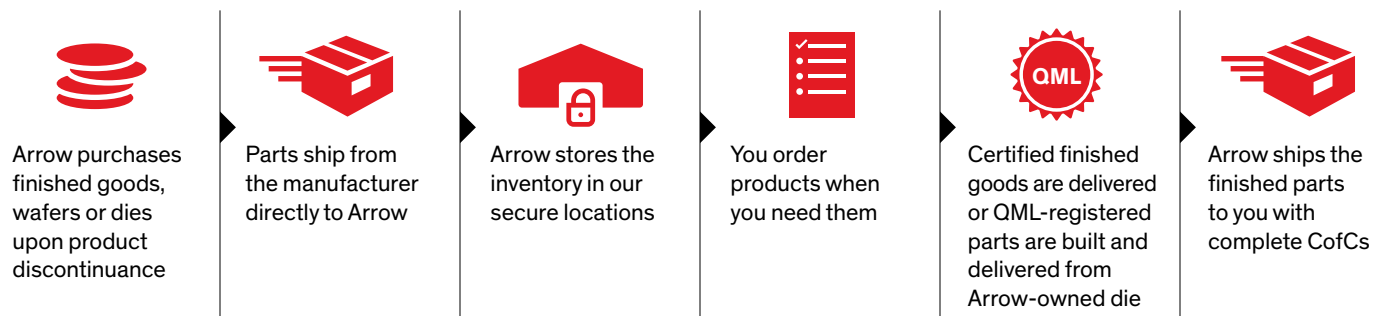 Arrow purchases
finished goods,
wafers or dies
upon product
discontinuance
Parts ship from
the manufacturer
directly to Arrow
Arrow stores the
inventory in our
secure locations
You order
products when
you need them
QML
Certified finished
goods are delivered
or QML-registered
parts are built and
delivered from
Arrow-owned die
Arrow ships the
finished parts
to you with
complete CofCs